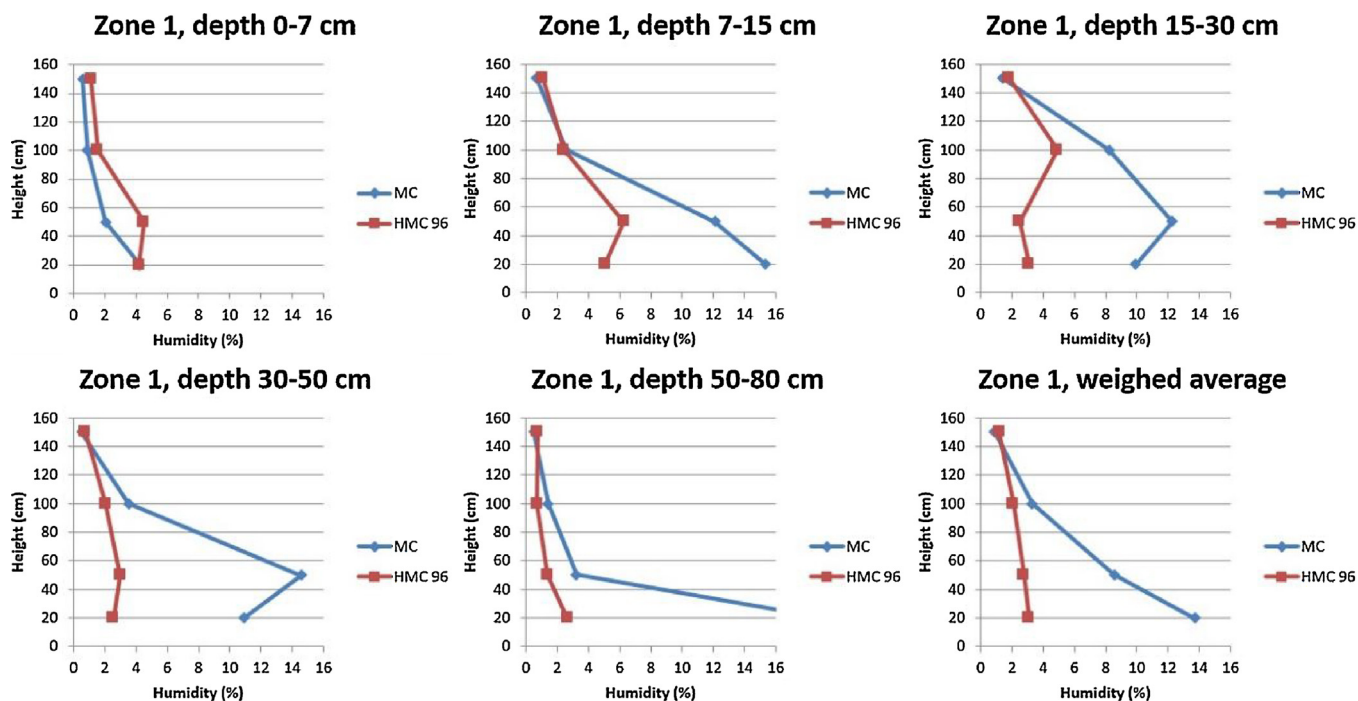 Zone 1, depth 0-7 cm
160
140
120
100
80
60
40
20
0
Height (cm)
0 2 4 6 8 10 12 14 16
Humidity (%)
MC
HMC 96
Zone 1, depth 7-15 cm
160
140
120
100
80
60
40
20
0
Height (cm)
0 2 4 6 8 10 12 14 16
Humidity (%)
MC
HMC 96
Zone 1, depth 15-30 cm
160
140
120
100
80
60
40
20
0
Height (cm)
0 2 4 6 8 10 12 14 16
Humidity (%)
MC
HMC 96
Zone 1, depth 30-50 cm
160
140
120
100
80
60
40
20
0
Height (cm)
0 2 4 6 8 10 12 14 16
Humidity (%)
MC
HMC 96
Zone 1, depth 50-80 cm
160
140
120
100
80
60
40
20
0
Height (cm)
0 2 4 6 8 10 12 14 16
Humidity (%)
MC
HMC 96
Zone 1, weighed average
160
140
120
100
80
60
40
20
0
Height (cm)
0 2 4 6 8 10 12 14 16
Humidity (%)
MC
HMC 96